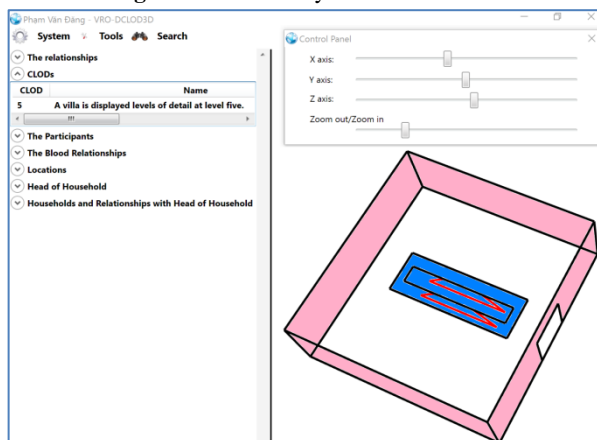 Phạm Văn Đảng - VRO-DCLOD3D
System Tools Search
The relationships
CLODs
CLOD Name
5 A villa is displayed levels of detail at level five.
The Participants
The Blood Relationships
Locations
Head of Household
Households and Relationships with Head of Household
Control Panel
X axis:
Y axis:
Z axis:
Zoom out/Zoom in